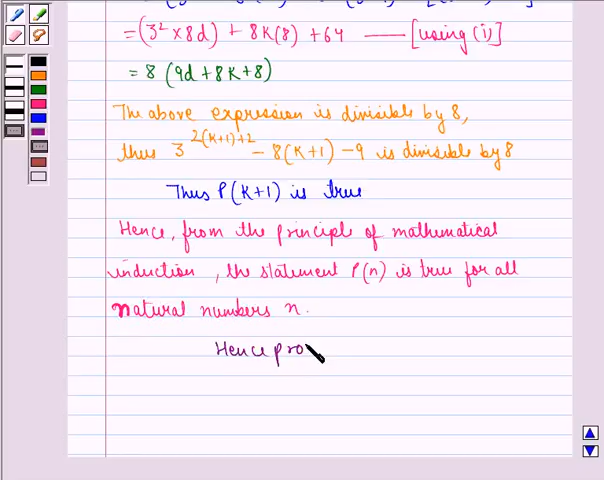 = (3² × 8d) + 8K(8) + 64 —— [using (i)]
= 8 (9d + 8K + 8)
The above expression is divisible by 8,
thus 3^{2(K+1)+2} - 8(K+1) - 9 is divisible by 8
Thus P(K+1) is true
Hence, from the principle of mathematical
induction, the statement P(n) is true for all
natural numbers n.
Hence pro